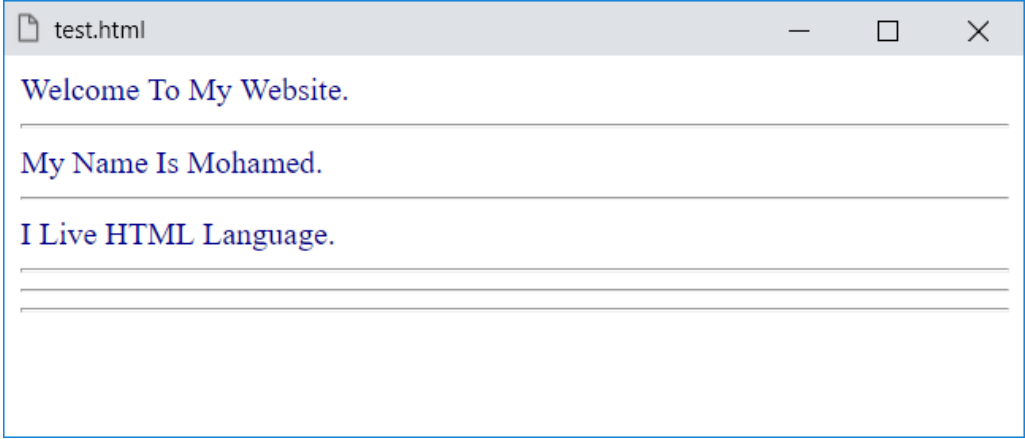 test.html
Welcome To My Website.
My Name Is Mohamed.
I Live HTML Language.